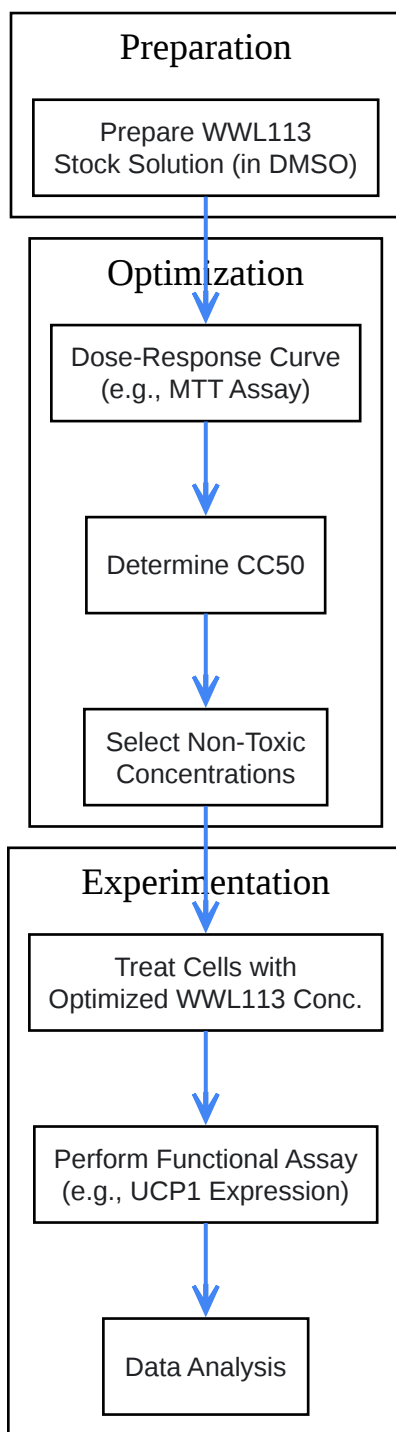 Preparation
Prepare WWL113
Stock Solution (in DMSO)
Optimization
Dose-Response Curve
(e.g., MTT Assay)
Determine CC50
Select Non-Toxic
Concentrations
Experimentation
Treat Cells with
Optimized WWL113 Conc.
Perform Functional Assay
(e.g., UCP1 Expression)
Data Analysis